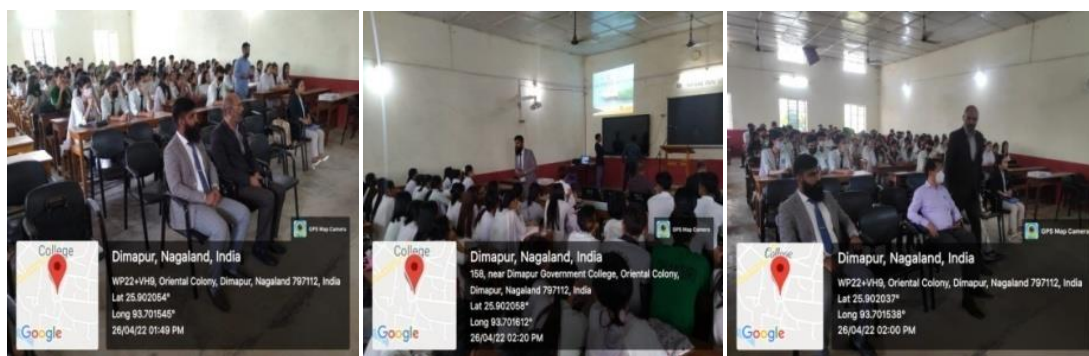 GPS Map Camera
College
Google
Dimapur, Nagaland, India
WP22+VH9, Oriental Colony, Dimapur, Nagaland 797112, India
Lat 25.902054°
Long 93.701545°
26/04/22 01:49 PM
GPS Map Camera
College
Google
Dimapur, Nagaland, India
158, near Dimapur Government College, Oriental Colony,
Dimapur, Nagaland 797112, India
Lat 25.902058°
Long 93.701612°
26/04/22 02:20 PM
GPS Map Camera
College
Google
Dimapur, Nagaland, India
WP22+VH9, Oriental Colony, Dimapur, Nagaland 797112, India
Lat 25.902037°
Long 93.701538°
26/04/22 02:00 PM